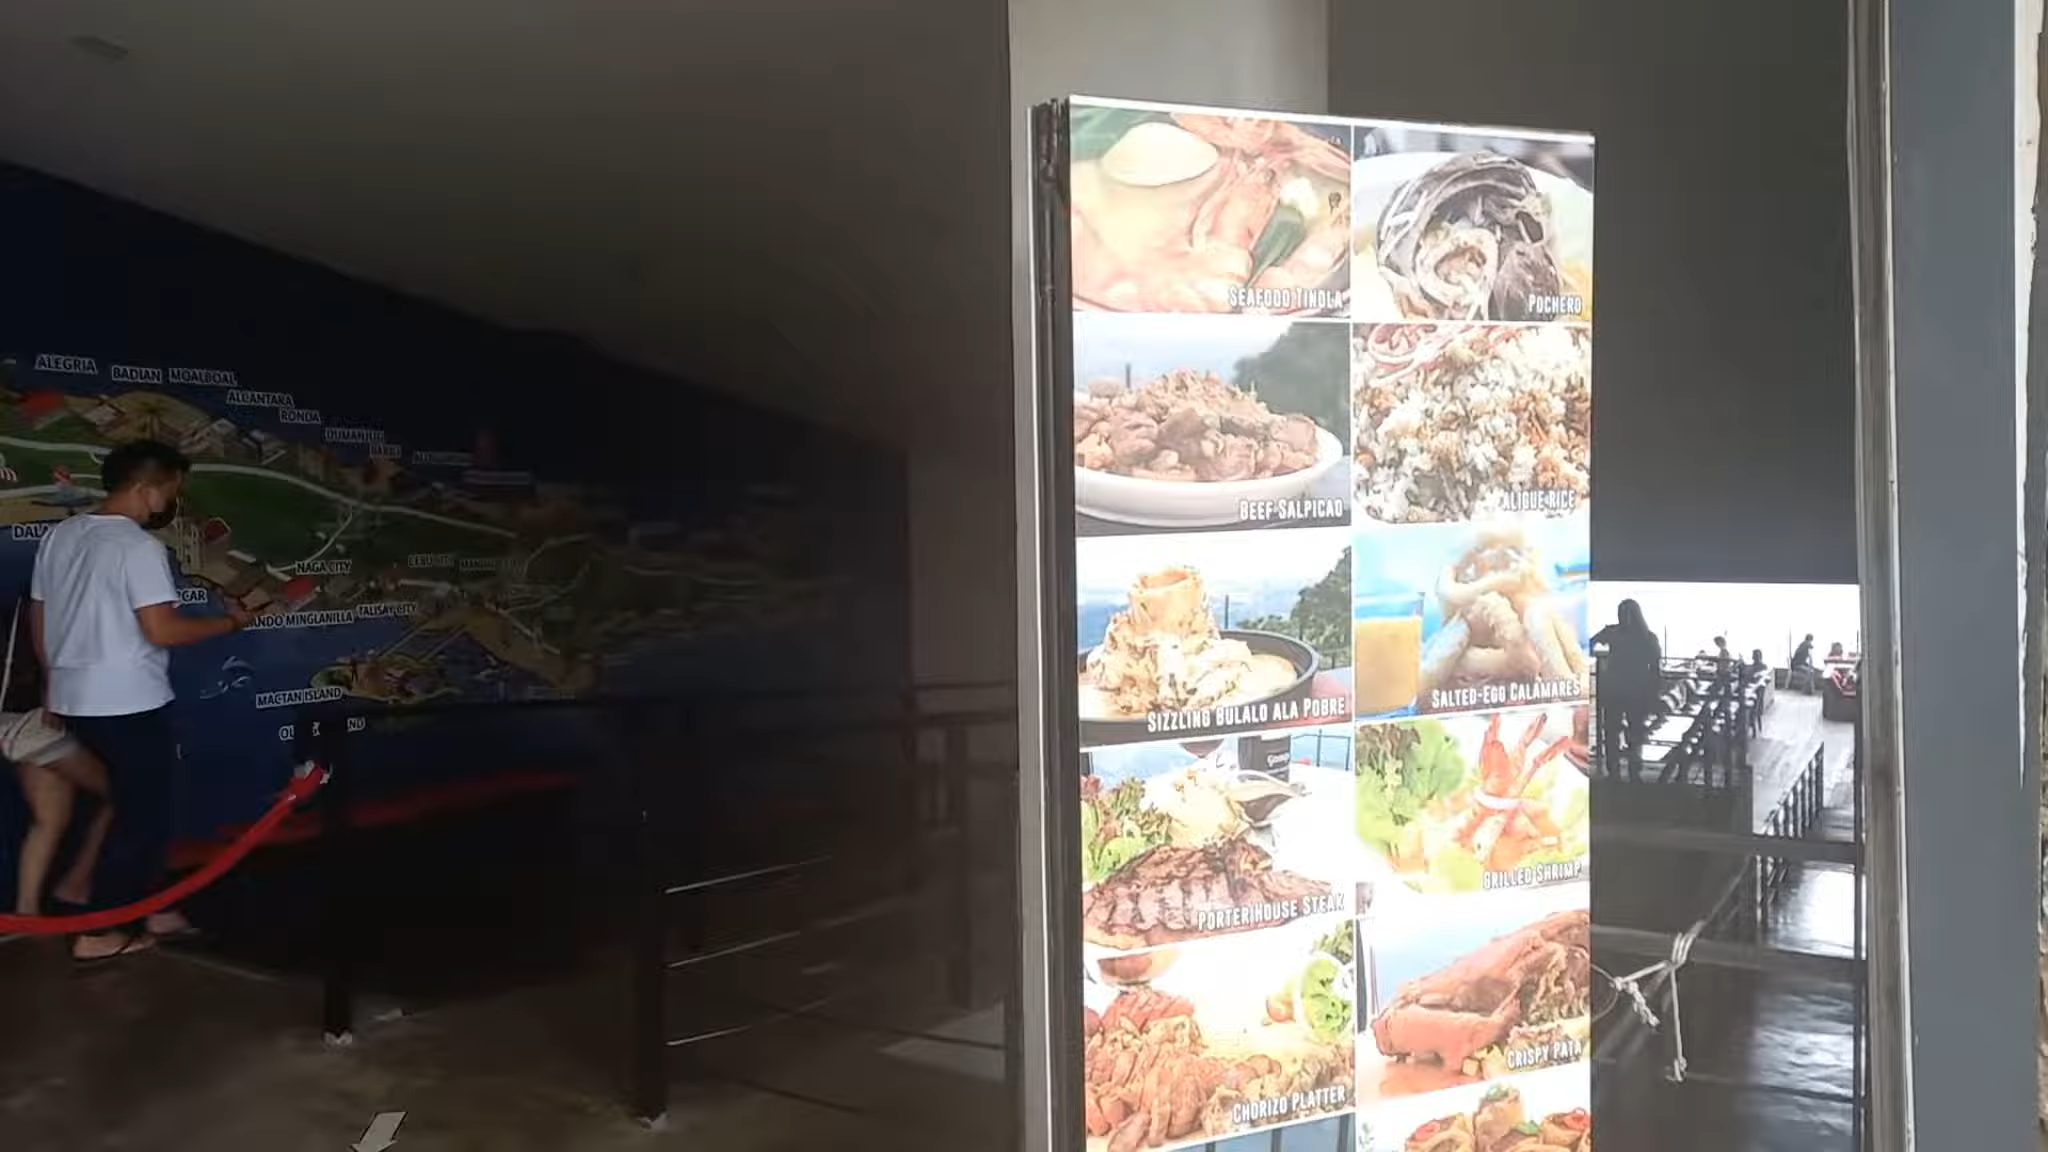 ALEGRIA
BADIAN
MOALBOAL
ALCANTARA
RONDA
DUMANJUG
BARILI
NAGA CITY
CEBU CITY
MINGLANILLA
TALISAY CITY
MACTAN ISLAND
SEAFOOD TINOLA
POCHERO
BEEF SALPICAO
ALIGUE RICE
SIZZLING BULALO ALA POBRE
SALTED-EGG CALAMARES
PORTERHOUSE STEAK
GRILLED SHRIMP
CHORIZO PLATTER
CRISPY PATA